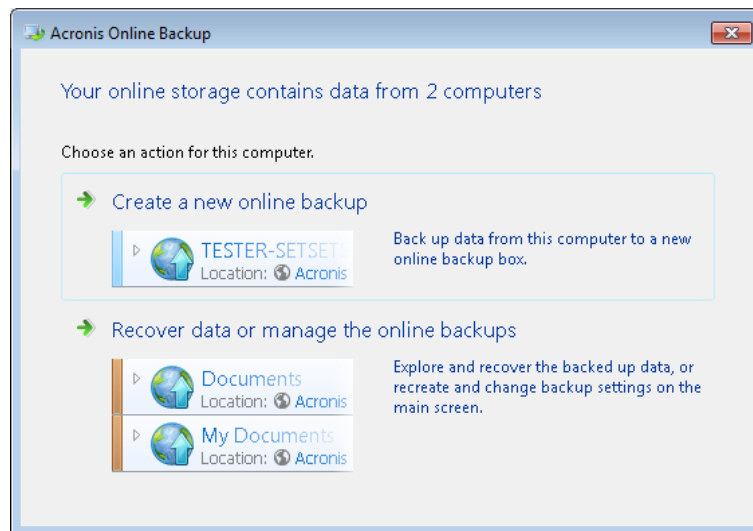 Acronis Online Backup
Your online storage contains data from 2 computers
Choose an action for this computer.
Create a new online backup
TESTER-SETSETS
Location: Acronis
Back up data from this computer to a new
online backup box.
Recover data or manage the online backups
Documents
Location: Acronis
My Documents
Location: Acronis
Explore and recover the backed up data, or
recreate and change backup settings on the
main screen.